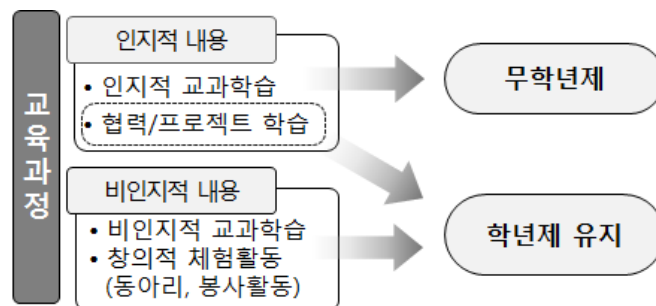 교육과정
인지적 내용
• 인지적 교과학습
• 협력/프로젝트 학습
비인지적 내용
• 비인지적 교과학습
• 창의적 체험활동
(동아리, 봉사활동)
무학년제
학년제 유지